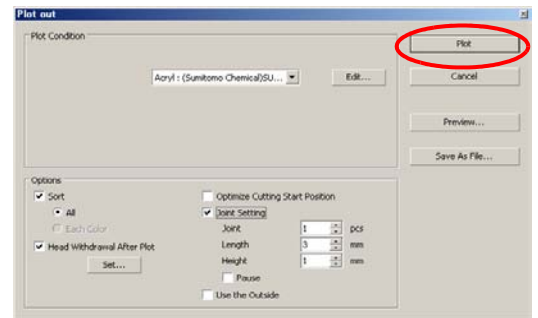 Plot out
Plot Condition
Plot
Acryl : (Sumitomo Chemical)SU...
Edit...
Cancel
Preview...
Save As File...
Options
Sort
Optimize Cutting Start Position
All
Joint Setting
Each Color
Joint 1 pcs
Head Withdrawal After Plot
Length 3 mm
Set...
Height 1 mm
Pause
Use the Outside